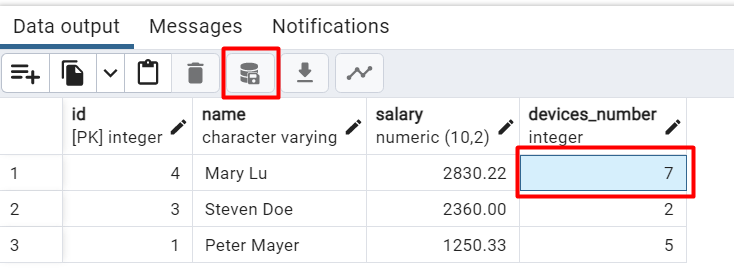 Data output Messages Notifications
id name salary devices_number
[PK] integer character varying numeric (10,2) integer
1 4 Mary Lu 2830.22 7
2 3 Steven Doe 2360.00 2
3 1 Peter Mayer 1250.33 5